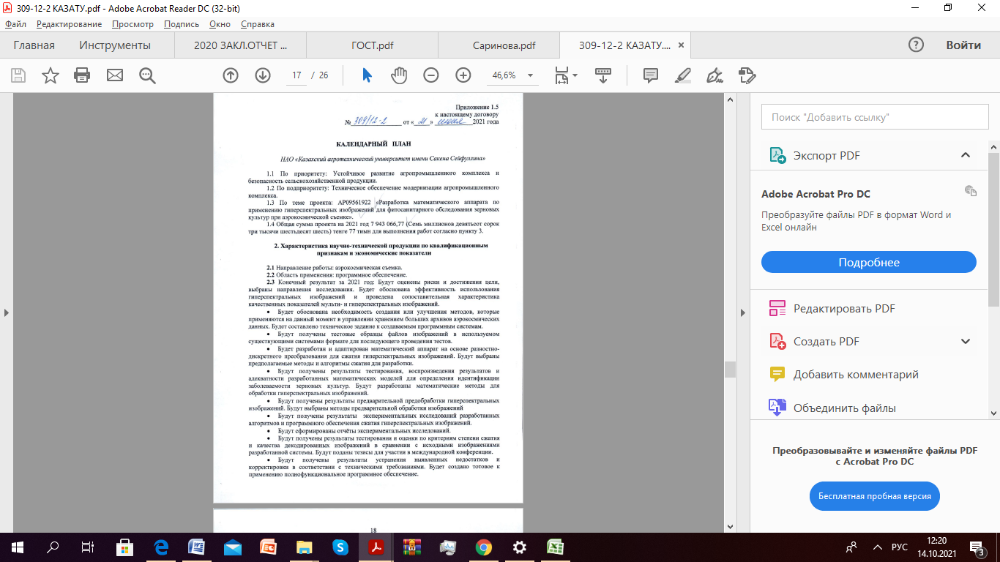 309-12-2 КАЗАТУ.pdf - Adobe Acrobat Reader DC (32-bit)
Файл Редактирование Просмотр Подпись Окно Справка
Главная Инструменты 2020 ЗАКЛ.ОТЧЕТ ... ГОСТ.pdf Саринова.pdf 309-12-2 КАЗАТУ.... × Войти
17 / 26 46,6%
Приложение 1.5
к настоящему договору
№ 309/12-2 от « 21 » июня 2021 года
КАЛЕНДАРНЫЙ ПЛАН
НАО «Казахский агротехнический университет имени Сакена Сейфуллина»
1.1 По приоритету: Устойчивое развитие агропромышленного комплекса и
безопасность сельскохозяйственной продукции.
1.2 По подприоритету: Техническое обеспечение модернизации агропромышленного
комплекса.
1.3 По теме проекта: АР09561922 «Разработка математического аппарата по
применению гиперспектральных изображений для фитосанитарного обследования зерновых
культур при аэрокосмической съемке».
1.4 Общая сумма проекта на 2021 год 7 943 066,77 (Семь миллионов девятьсот сорок
три тысячи шестьдесят шесть) тенге 77 тиын для выполнения работ согласно пункту 3.
2. Характеристика научно-технической продукции по квалификационным
признакам и экономические показатели
2.1 Направление работы: аэрокосмическая съемка.
2.2 Область применения: программное обеспечение.
2.3 Конечный результат за 2021 год: Будут оценены риски и достижения цели,
выбраны направления исследования. Будет обоснована эффективность использования
гиперспектральных изображений и проведена сопоставительная характеристика
качественных показателей мульти- и гиперспектральных изображений.
• Будет обоснована необходимость создания или улучшения методов, которые
применяются на данный момент в управлении хранением больших архивов аэрокосмических
данных. Будет составлено техническое задание к создаваемым программным системам.
• Будут получены тестовые образцы файлов изображений в используемом
существующими системами формате для последующего проведения тестов.
• Будет разработан и адаптирован математический аппарат на основе разностно-
дискретного преобразования для сжатия гиперспектральных изображений. Будут выбраны
предполагаемые методы и алгоритмы сжатия для разработки.
• Будут получены результаты тестирования, воспроизведения результатов и
адекватности разработанных математических моделей для определения идентификации
заболеваемости зерновых культур. Будут разработаны математические методы для
обработки гиперспектральных изображений.
• Будут получены результаты предварительной предобработки гиперспектральных
изображений. Будут выбраны методы предварительной обработки изображений
• Будут получены результаты экспериментальных исследований разработанных
алгоритмов и программного обеспечения сжатия гиперспектральных изображений.
• Будут сформированы отчёты экспериментальных исследований.
• Будут получены результаты тестирования и оценки по критериям степени сжатия
и качества декодированных изображений в сравнении с исходными изображениями
разработанной системы. Будут поданы тезисы для участия в международной конференции.
• Будут получены результаты устранения выявленных недостатков и
корректировки в соответствии с техническими требованиями. Будет создано тотовое к
применению полнофункциональное программное обеспечение.
18
Поиск "Добавить ссылку"
Экспорт PDF
Adobe Acrobat Pro DC
Преобразуйте файлы PDF в формат Word и
Excel онлайн
Подробнее
Редактировать PDF
Создать PDF
Добавить комментарий
Объединить файлы
Преобразовывайте и изменяйте файлы PDF
с Acrobat Pro DC
Бесплатная пробная версия
РУС
12:20
14.10.2021
3